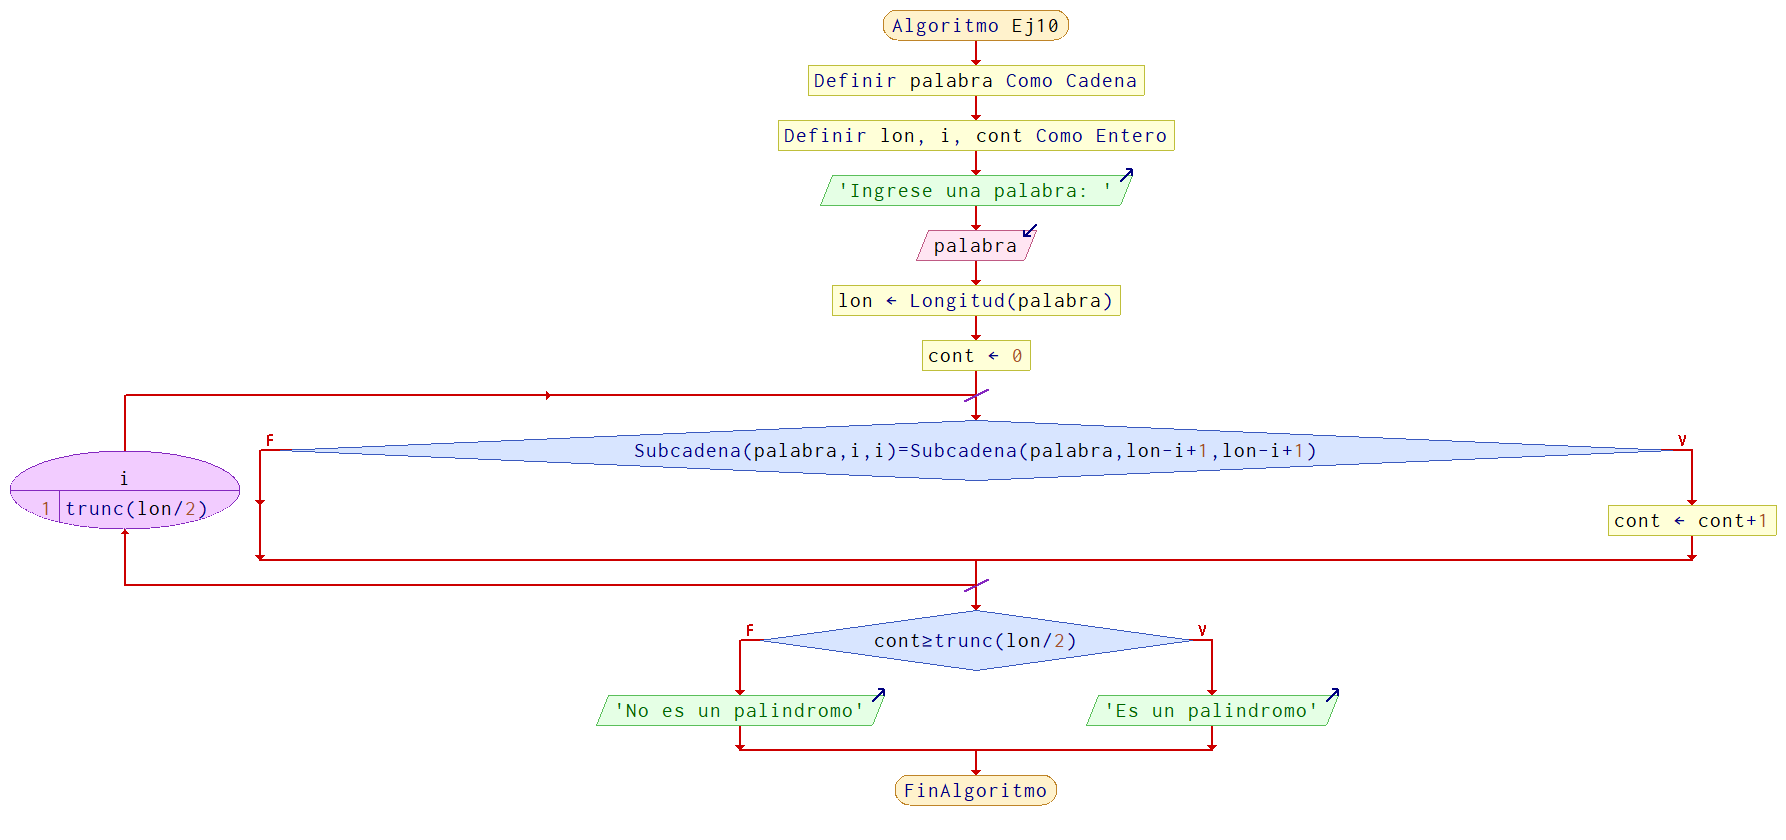 Algoritmo Ej10
Definir palabra Como Cadena
Definir lon, i, cont Como Entero
'Ingrese una palabra: '
palabra
lon ← Longitud(palabra)
cont ← 0
F
V
Subcadena(palabra,i,i)=Subcadena(palabra,lon-i+1,lon-i+1)
i
1 trunc(lon/2)
cont ← cont+1
F
V
cont≥trunc(lon/2)
'No es un palindromo'
'Es un palindromo'
FinAlgoritmo